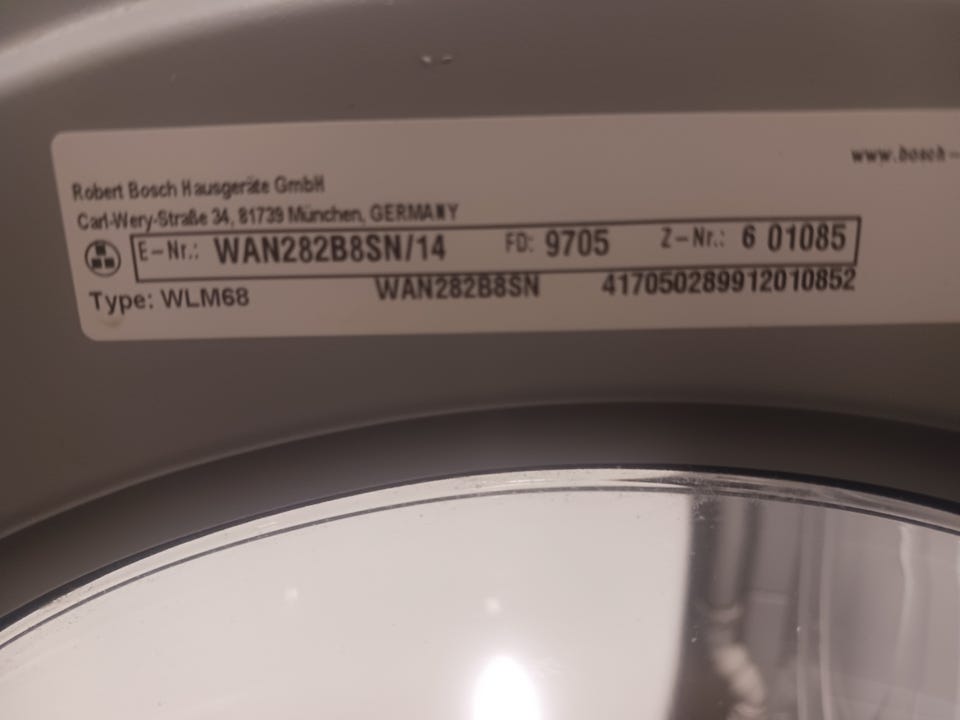 www.bosch-
Robert Bosch Hausgeräte GmbH
Carl-Wery-Straße 34, 81739 München, GERMANY
E-Nr.: WAN282B8SN/14 FD: 9705 Z-Nr.: 6 01085
Type: WLM68 WAN282B8SN 417050289912010852